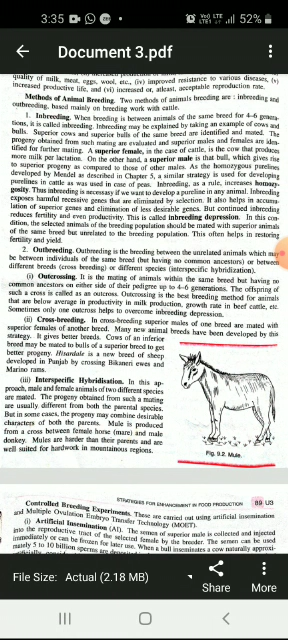 3:35
Vo) LTE
LTE1
52%
Document 3.pdf
quality of milk, meat, eggs, wool, etc., (iv) improved resistance to various diseases, (v)
increased productive life, and (vi) increased or, atleast, acceptable reproduction rate.
Methods of Animal Breeding. Two methods of animals breeding are : inbreeding and
outbreeding, based mainly on breeding work with cattle.
1. Inbreeding. When breeding is between animals of the same breed for 4–6 genera-
tions, it is called inbreeding. Inbreeding may be explained by taking an example of cows and
bulls. Superior cows and superior bulls of the same breed are identified and mated. The
progeny obtained from such mating are evaluated and superior males and females are iden-
tified for further mating. A superior female, in the case of cattle, is the cow that produces
more milk per lactation. On the other hand, a superior male is that bull, which gives rise
to superior progeny as compared to those of other males. As the homozygous purelines
developed by Mendel as described in Chapter 5, a similar strategy is used for developing
purelines in cattle as was used in case of peas. Inbreeding, as a rule, increases homozy-
gosity. Thus inbreeding is necessary if we want to develop a pureline in any animal. Inbreeding
exposes harmful recessive genes that are eliminated by selection. It also helps in accumu-
lation of superior genes and elimination of less desirable genes. But continued inbreeding
reduces fertility and even productivity. This is called inbreeding depression. In this con-
dition, the selected animals of the breeding population should be mated with superior animals
of the same breed but unrelated to the breeding population. This often helps in restoring
fertility and yield.
2. Outbreeding. Outbreeding is the breeding between the unrelated animals which may
be between individuals of the same breed (but having no common ancestors) or between
different breeds (cross breeding) or different species (interspecific hybridization).
(i) Outcrossing. It is the mating of animals within the same breed but having no
common ancestors on either side of their pedigree up to 4–6 generations. The offspring of
such a cross is called as an outcross. Outcrossing is the best breeding method for animals
that are below average in productivity in milk production, growth rate in beef cattle, etc.
Sometimes only one outcross helps to overcome inbreeding depression.
(ii) Cross-breeding. In cross-breeding superior males of one breed are mated with
superior females of another breed. Many new animal breeds have been developed by this
strategy. It gives better breeds. Cows of an inferior
breed may be mated to bulls of a superior breed to get
better progeny. Hisardale is a new breed of sheep
developed in Punjab by crossing Bikaneri ewes and
Marino rams.
(iii) Interspecific Hybridisation. In this ap-
proach, male and female animals of two different species
are mated. The progeny obtained from such a mating
are usually different from both the parental species.
But in some cases, the progeny may combine desirable
characters of both the parents. Mule is produced
from a cross between female horse (mare) and male
donkey. Mules are harder than their parents and are
well suited for hardwork in mountainous regions.
Fig. 9.2. Mule.
STRATEGIES FOR ENHANCEMENT IN FOOD PRODUCTION 89
Controlled Breeding Experiments. These are carried out using artificial insemination
and Multiple Ovulation Embryo Transfer Technology (MOET).
(i) Artificial Insemination (AI). The semen of superior male is collected and injected
into the reproductive tract of the selected female by the breeder. The semen can be used
immediately or can be frozen for later use. When a bull inseminates a cow naturally approxi-
mately 5 to 10 billion sperms are
File Size: Actual (2.18 MB)
Share
More